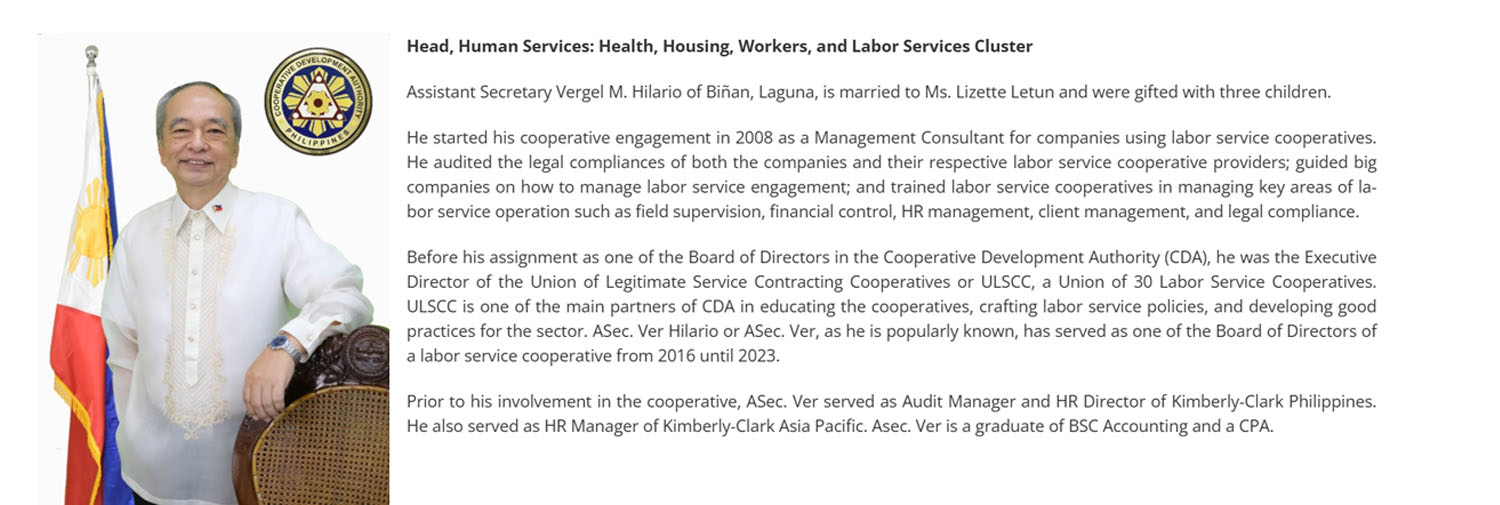 COOPERATIVE DEVELOPMENT AUTHORITY
PHILIPPINES
Head, Human Services: Health, Housing, Workers, and Labor Services Cluster
Assistant Secretary Vergel M. Hilario of Biñan, Laguna, is married to Ms. Lizette Letun and were gifted with three children.
He started his cooperative engagement in 2008 as a Management Consultant for companies using labor service cooperatives.
He audited the legal compliances of both the companies and their respective labor service cooperative providers; guided big
companies on how to manage labor service engagement; and trained labor service cooperatives in managing key areas of la-
bor service operation such as field supervision, financial control, HR management, client management, and legal compliance.
Before his assignment as one of the Board of Directors in the Cooperative Development Authority (CDA), he was the Executive
Director of the Union of Legitimate Service Contracting Cooperatives or ULSCC, a Union of 30 Labor Service Cooperatives.
ULSCC is one of the main partners of CDA in educating the cooperatives, crafting labor service policies, and developing good
practices for the sector. ASec. Ver Hilario or ASec. Ver, as he is popularly known, has served as one of the Board of Directors of
a labor service cooperative from 2016 until 2023.
Prior to his involvement in the cooperative, ASec. Ver served as Audit Manager and HR Director of Kimberly-Clark Philippines.
He also served as HR Manager of Kimberly-Clark Asia Pacific. Asec. Ver is a graduate of BSC Accounting and a CPA.